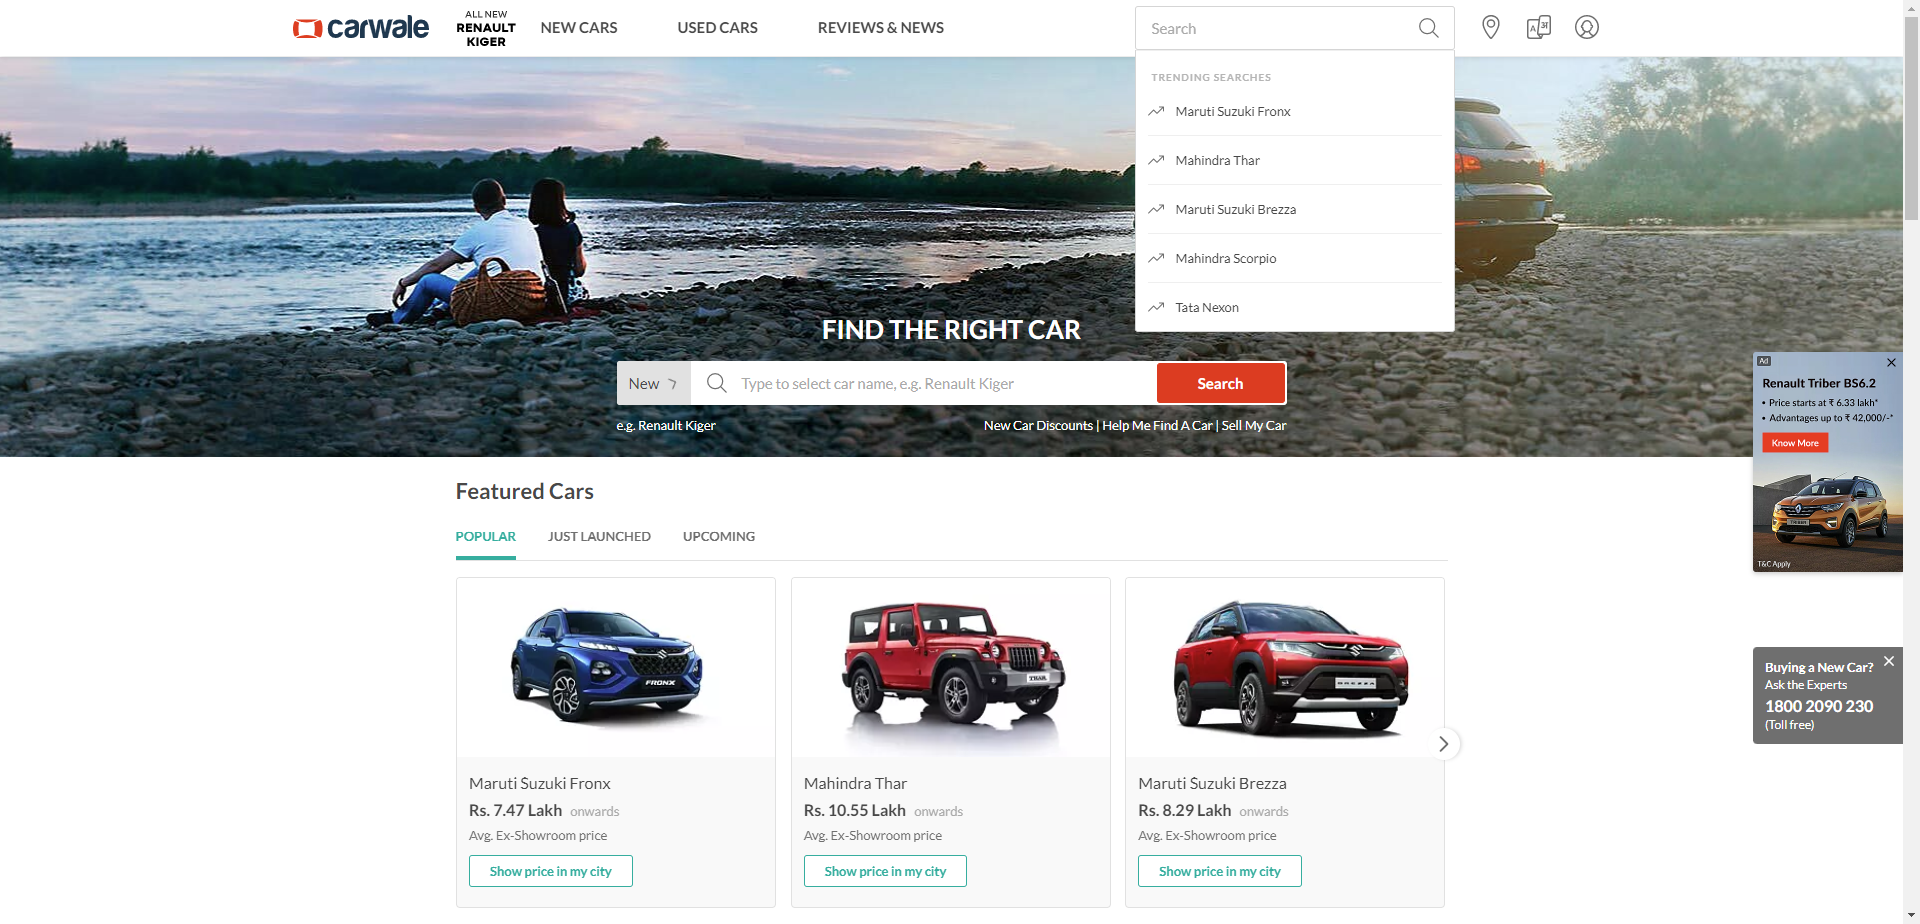 carwale
ALL NEW
RENAULT
KIGER
NEW CARS
USED CARS
REVIEWS & NEWS
Search
TRENDING SEARCHES
Maruti Suzuki Fronx
Mahindra Thar
Maruti Suzuki Brezza
Mahindra Scorpio
Tata Nexon
FIND THE RIGHT CAR
New
Type to select car name, e.g. Renault Kiger
Search
e.g. Renault Kiger
New Car Discounts | Help Me Find A Car | Sell My Car
Ad
Renault Triber BS6.2
• Price starts at ₹ 6.33 lakh*
• Advantages up to ₹ 42,000/-*
Know More
TRIBER
T&C Apply
Featured Cars
POPULAR
JUST LAUNCHED
UPCOMING
FRONX
THAR
BREZZA
Buying a New Car?
Ask the Experts
1800 2090 230
(Toll free)
Maruti Suzuki Fronx
Rs. 7.47 Lakh onwards
Avg. Ex-Showroom price
Show price in my city
Mahindra Thar
Rs. 10.55 Lakh onwards
Avg. Ex-Showroom price
Show price in my city
Maruti Suzuki Brezza
Rs. 8.29 Lakh onwards
Avg. Ex-Showroom price
Show price in my city